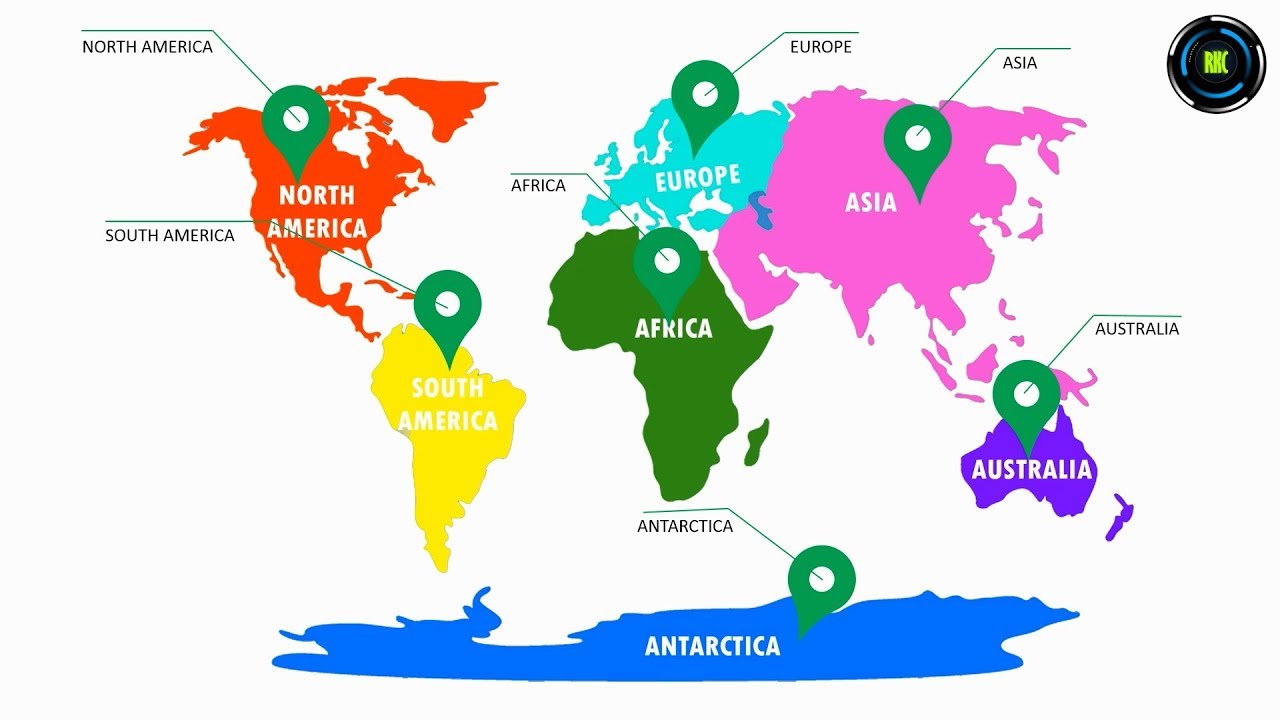 NORTH AMERICA
EUROPE
ASIA
RKC
AFRICA
EUROPE
NORTH
AMERICA
ASIA
SOUTH AMERICA
AFRICA
AUSTRALIA
SOUTH
AMERICA
AUSTRALIA
ANTARCTICA
ANTARCTICA